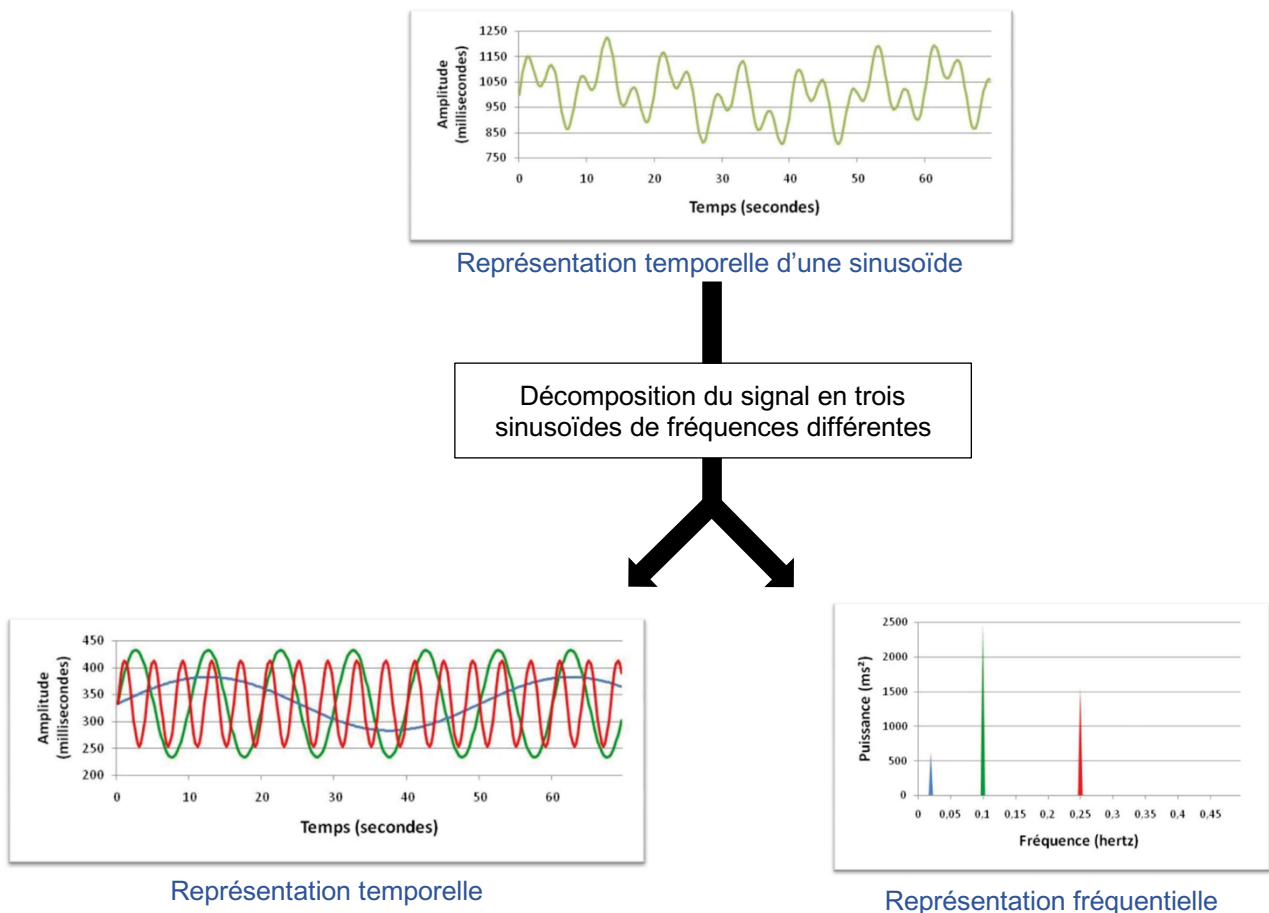 1250
1150
1050
950
850
750
Amplitude
(millisecondes)
0 10 20 30 40 50 60
Temps (secondes)
Représentation temporelle d’une sinusoïde
Décomposition du signal en trois
sinusoïdes de fréquences différentes
450
400
350
300
250
200
Amplitude
(millisecondes)
0 10 20 30 40 50 60
Temps (secondes)
Représentation temporelle
2500
2000
1500
1000
500
0
Puissance (ms²)
0 0,05 0,1 0,15 0,2 0,25 0,3 0,35 0,4 0,45
Fréquence (hertz)
Représentation fréquentielle